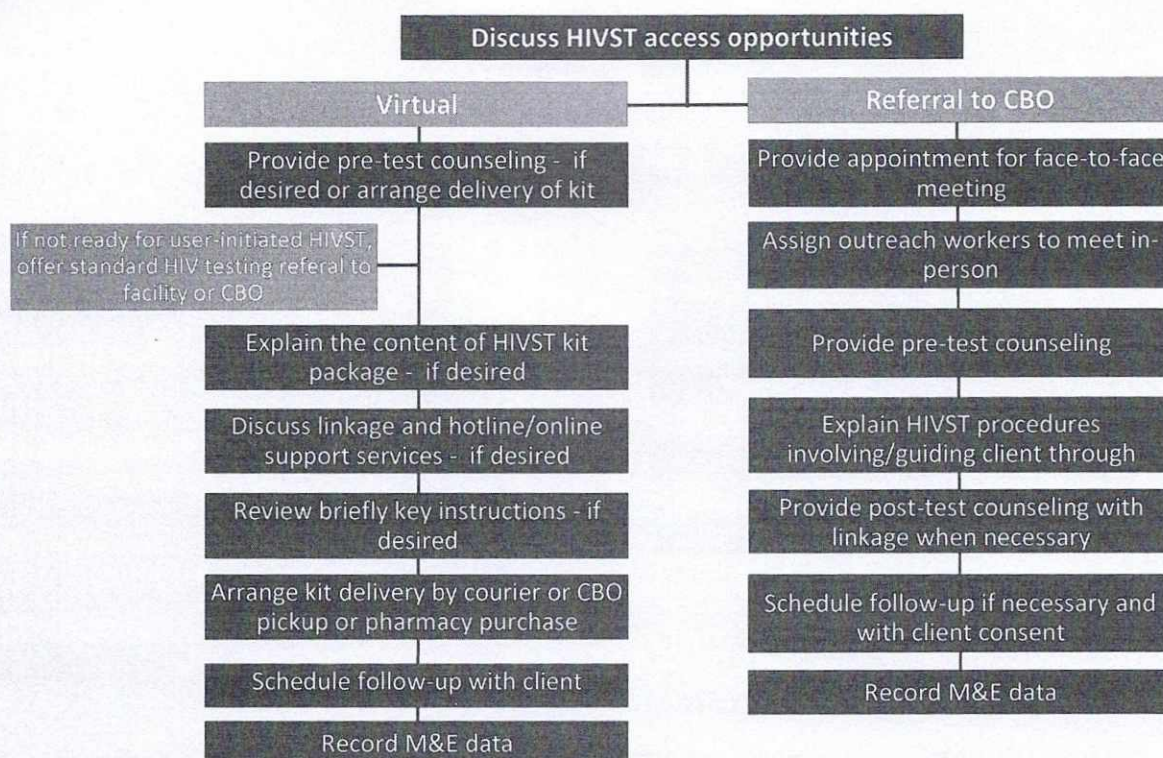 Discuss HIVST access opportunities
Virtual
Provide pre-test counseling - if
desired or arrange delivery of kit
If not ready for user-initiated HIVST,
offer standard HIV testing referal to
facility or CBO
Explain the content of HIVST kit
package - if desired
Discuss linkage and hotline/online
support services - if desired
Review briefly key instructions - if
desired
Arrange kit delivery by courier or CBO
pickup or pharmacy purchase
Schedule follow-up with client
Record M&E data
Referral to CBO
Provide appointment for face-to-face
meeting
Assign outreach workers to meet in-
person
Provide pre-test counseling
Explain HIVST procedures
involving/guiding client through
Provide post-test counseling with
linkage when necessary
Schedule follow-up if necessary and
with client consent
Record M&E data